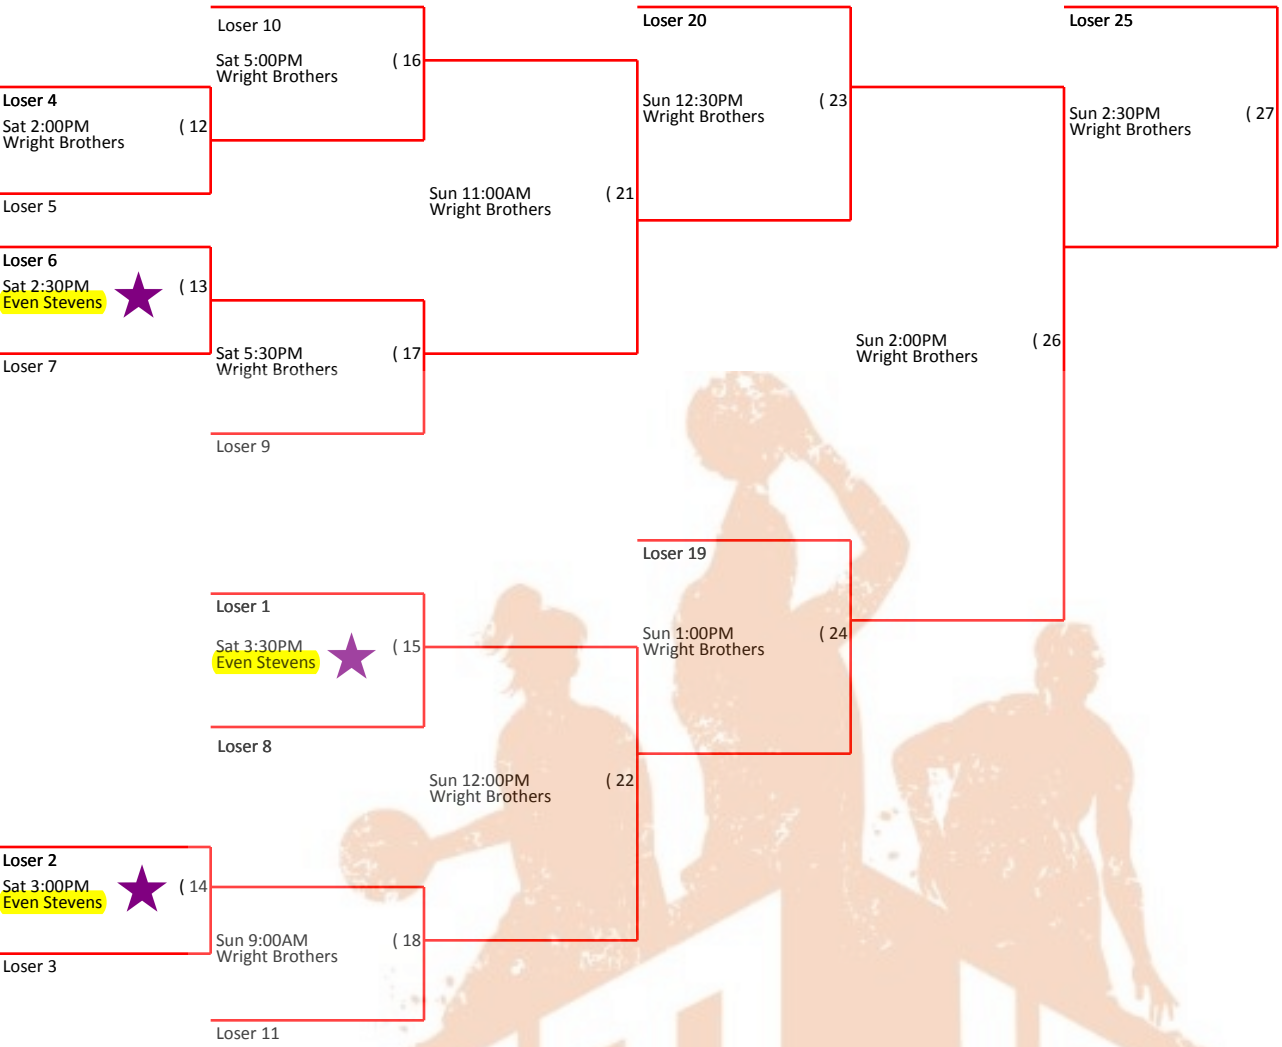 Loser 10
Sat 5:00PM
Wright Brothers
( 16
Loser 4
Sat 2:00PM
Wright Brothers
( 12
Loser 5
Loser 6
Sat 2:30PM
Even Stevens
( 13
Loser 7
Sat 5:30PM
Wright Brothers
( 17
Loser 9
Sun 11:00AM
Wright Brothers
( 21
Loser 20
Sun 12:30PM
Wright Brothers
( 23
Loser 25
Sun 2:30PM
Wright Brothers
( 27
Sun 2:00PM
Wright Brothers
( 26
Loser 19
Sun 1:00PM
Wright Brothers
( 24
Loser 1
Sat 3:30PM
Even Stevens
( 15
Loser 8
Sun 12:00PM
Wright Brothers
( 22
Loser 2
Sat 3:00PM
Even Stevens
( 14
Loser 3
Sun 9:00AM
Wright Brothers
( 18
Loser 11